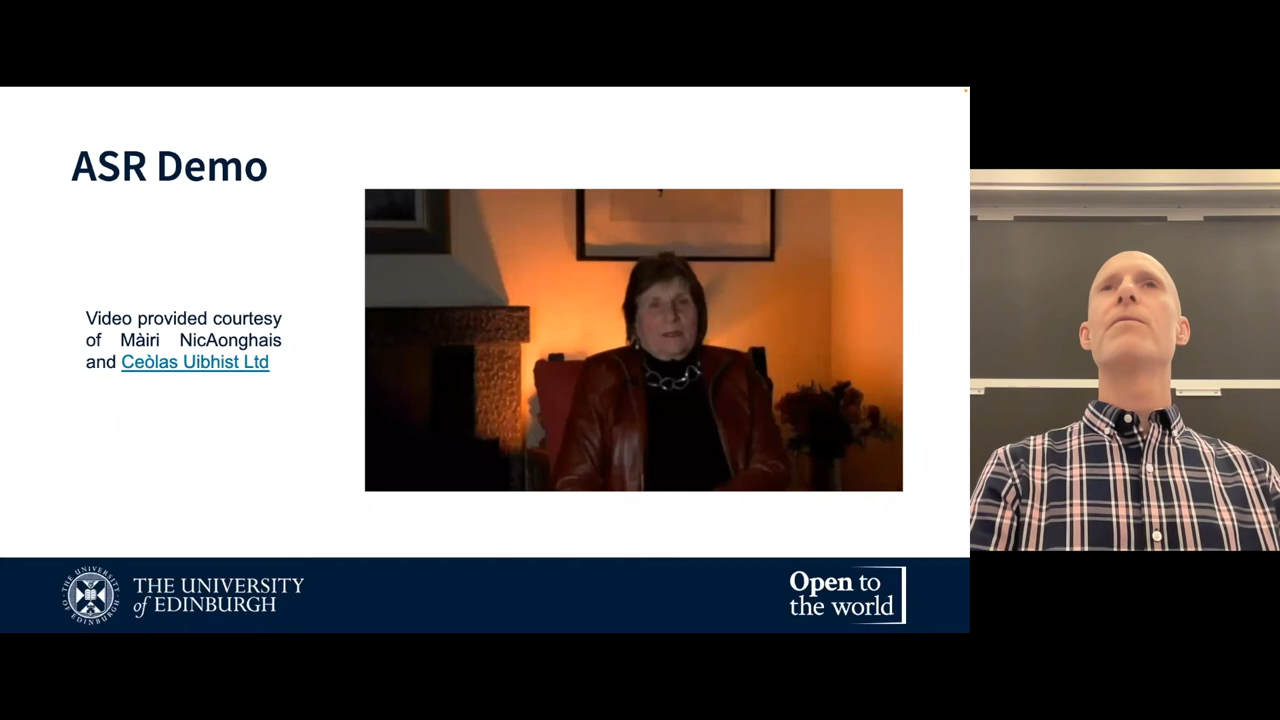 ASR Demo
Video provided courtesy
of Màiri NicAonghais
and Ceòlas Uibhist Ltd
THE UNIVERSITY
of EDINBURGH
Open to
the world